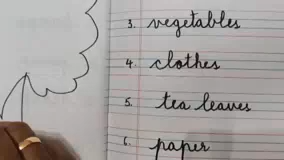 3. vegetables
4. clothes
5. tea leaves
6. paper